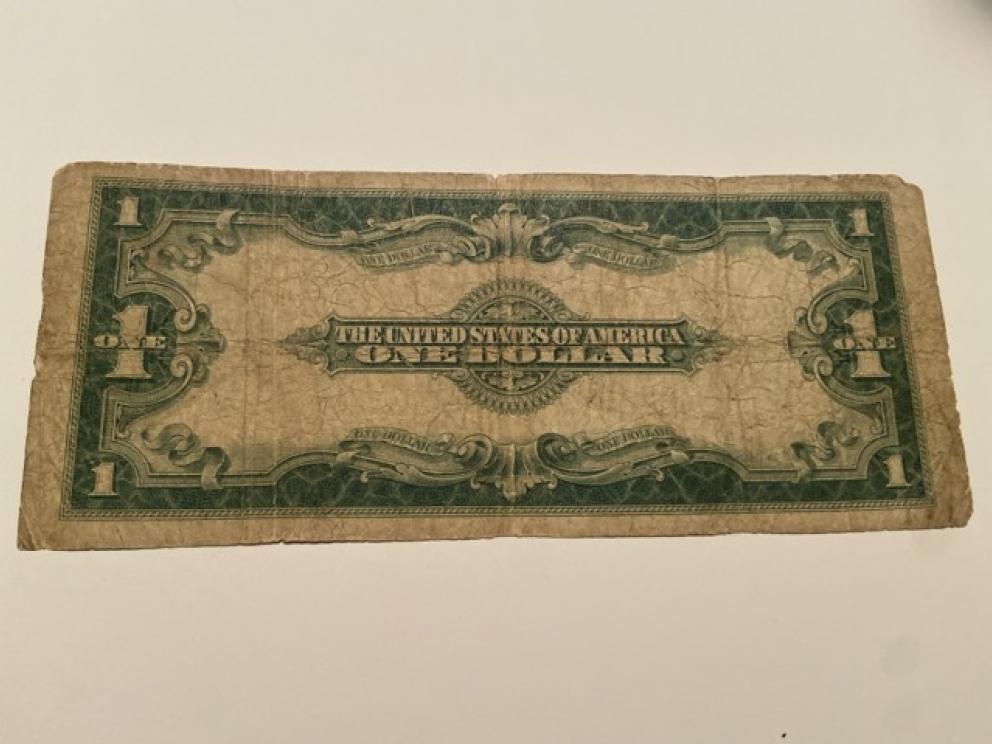 1 1
ONE DOLLAR ONE DOLLAR
THE UNITED STATES OF AMERICA
1 ONE ONE DOLLAR 1 ONE
ONE DOLLAR ONE DOLLAR
1 1